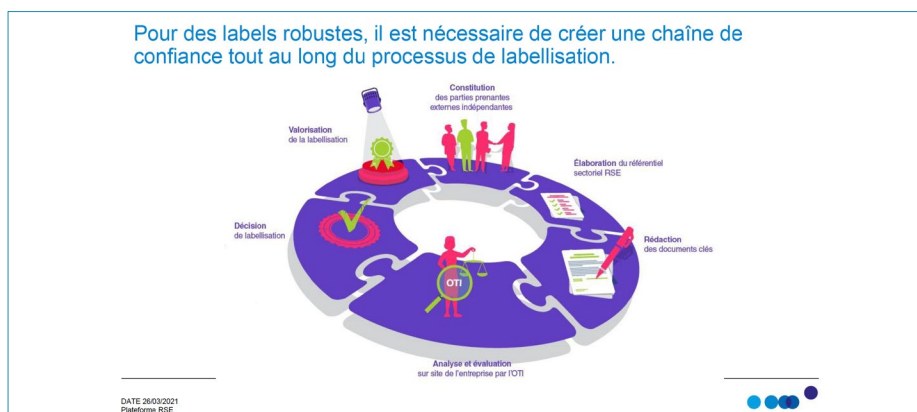 Pour des labels robustes, il est nécessaire de créer une chaîne de
confiance tout au long du processus de labellisation.
Constitution
des parties prenantes
externes indépendantes
Valorisation
de la labellisation
Élaboration du référentiel
sectoriel RSE
Décision
de labellisation
Rédaction
des documents clés
OTI
Analyse et évaluation
sur site de l'entreprise par l'OTI
DATE 26/03/2021
Plateforme RSE